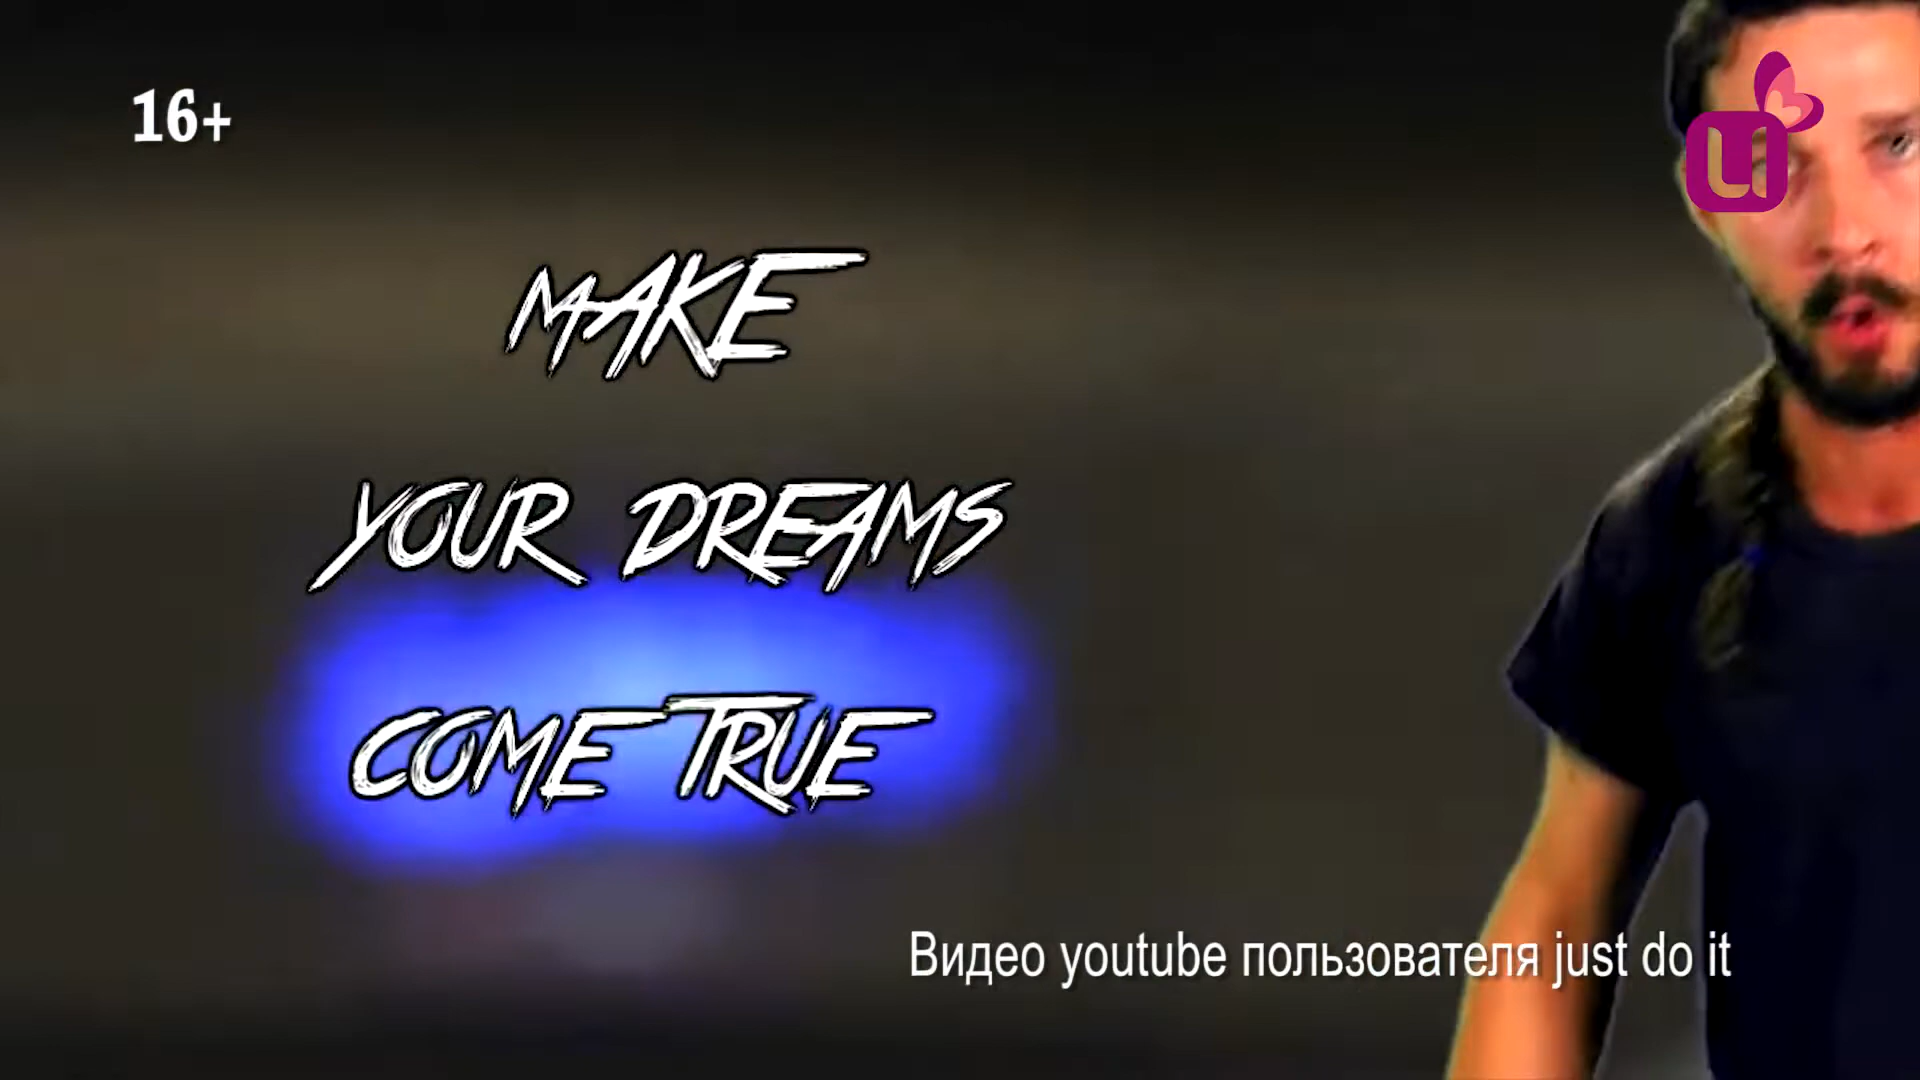 16+
MAKE
YOUR DREAMS
COME TRUE
Видео youtube пользователя just do it